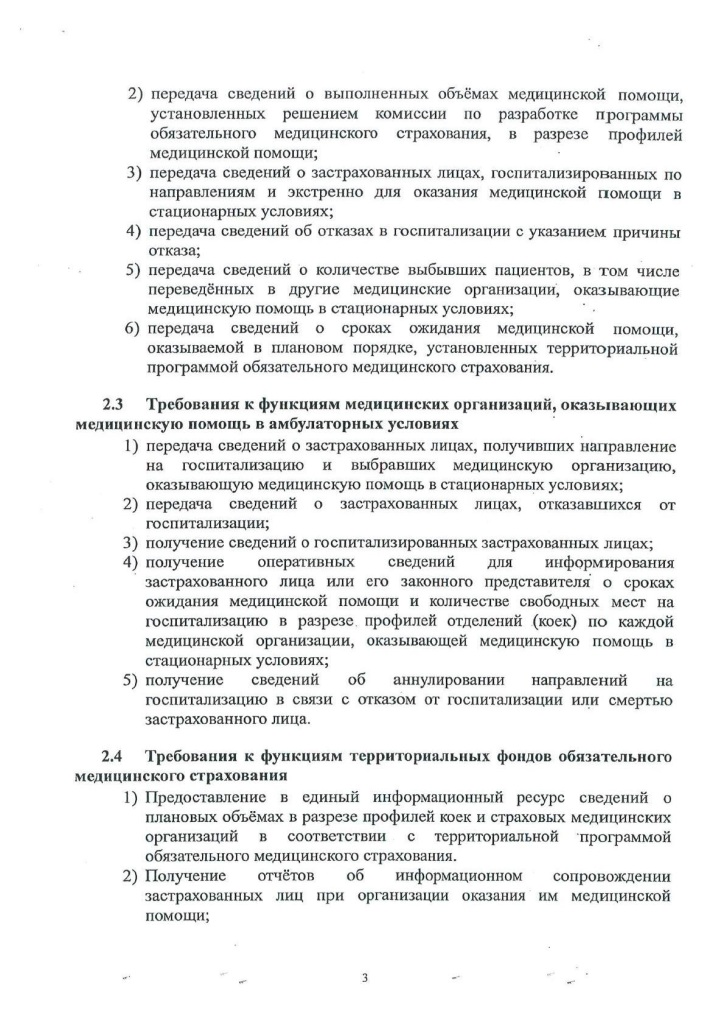 2) передача сведений о выполненных объёмах медицинской помощи,
установленных решением комиссии по разработке программы
обязательного медицинского страхования, в разрезе профилей
медицинской помощи;
3) передача сведений о застрахованных лицах, госпитализированных по
направлениям и экстренно для оказания медицинской помощи в
стационарных условиях;
4) передача сведений об отказах в госпитализации с указанием причины
отказа;
5) передача сведений о количестве выбывших пациентов, в том числе
переведённых в другие медицинские организации, оказывающие
медицинскую помощь в стационарных условиях;
6) передача сведений о сроках ожидания медицинской помощи,
оказываемой в плановом порядке, установленных территориальной
программой обязательного медицинского страхования.
2.3 Требования к функциям медицинских организаций, оказывающих
медицинскую помощь в амбулаторных условиях
1) передача сведений о застрахованных лицах, получивших направление
на госпитализацию и выбравших медицинскую организацию,
оказывающую медицинскую помощь в стационарных условиях;
2) передача сведений о застрахованных лицах, отказавшихся от
госпитализации;
3) получение сведений о госпитализированных застрахованных лицах;
4) получение оперативных сведений для информирования
застрахованного лица или его законного представителя о сроках
ожидания медицинской помощи и количестве свободных мест на
госпитализацию в разрезе профилей отделений (коек) по каждой
медицинской организации, оказывающей медицинскую помощь в
стационарных условиях;
5) получение сведений об аннулировании направлений на
госпитализацию в связи с отказом от госпитализации или смертью
застрахованного лица.
2.4 Требования к функциям территориальных фондов обязательного
медицинского страхования
1) Предоставление в единый информационный ресурс сведений о
плановых объёмах в разрезе профилей коек и страховых медицинских
организаций в соответствии с территориальной программой
обязательного медицинского страхования.
2) Получение отчётов об информационном сопровождении
застрахованных лиц при организации оказания им медицинской
помощи;
3